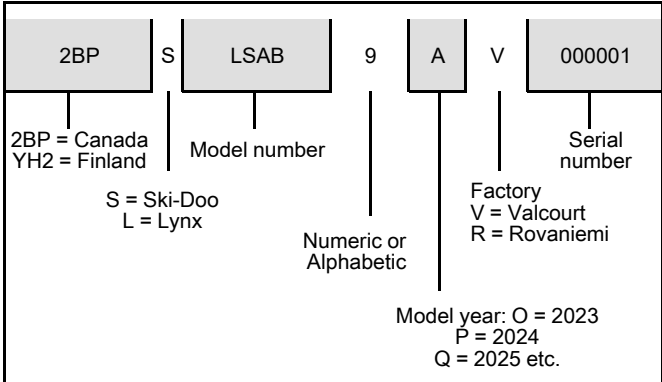 2BP S LSAB 9 A V 000001
2BP = Canada
YH2 = Finland
Model number
Serial
number
S = Ski-Doo
L = Lynx
Factory
V = Valcourt
R = Rovaniemi
Numeric or
Alphabetic
Model year: O = 2023
P = 2024
Q = 2025 etc.